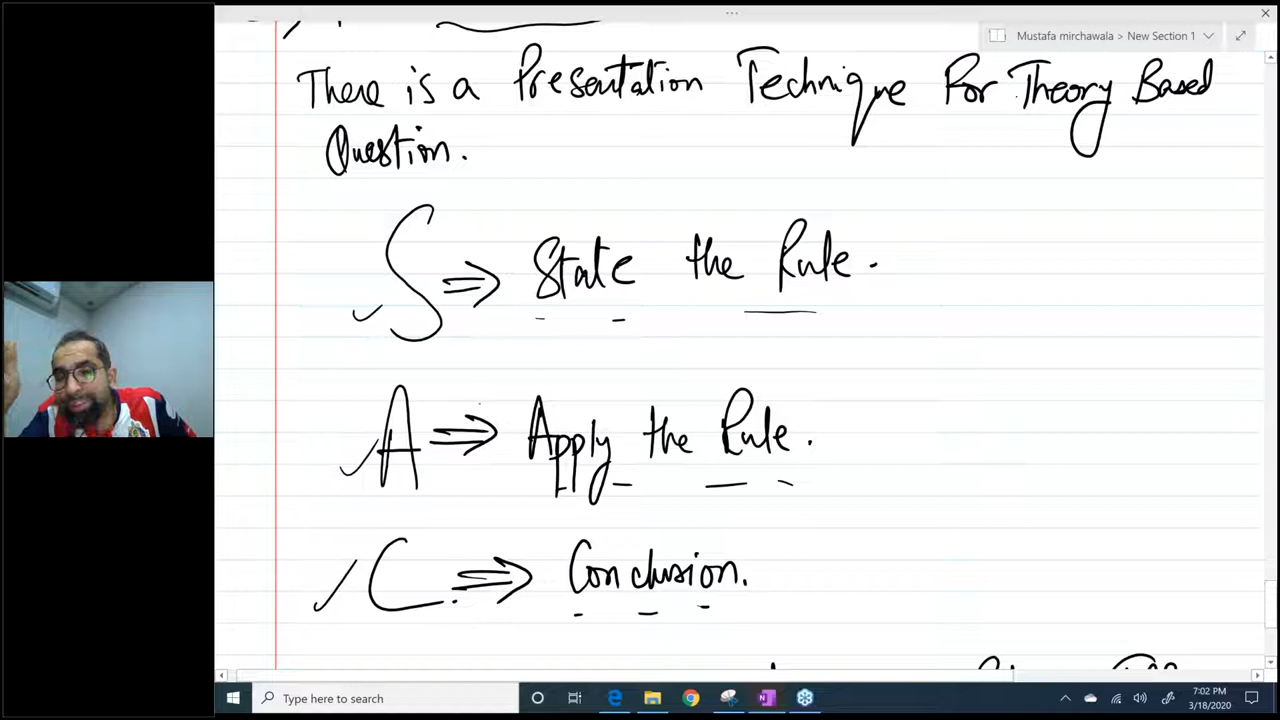 Mustafa mirchawala > New Section 1
There is a Presentation Technique For Theory Based
Question.
S ⇒ State the Rule.
A ⇒ Apply the Rule.
C ⇒ Conclusion.
Type here to search
7:02 PM
3/18/2020